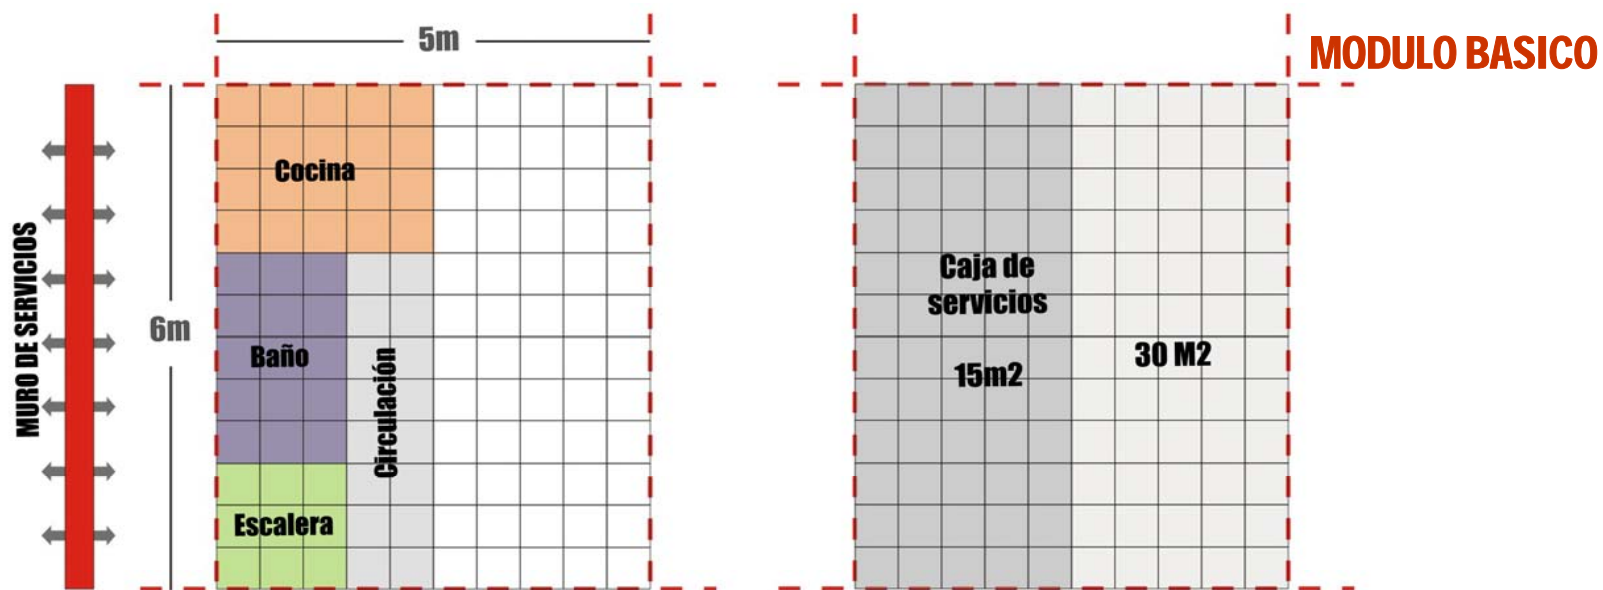 MODULO BASICO
5m
6m
MURO DE SERVICIOS
Cocina
Baño
Circulación
Escalera
Caja de
servicios
15m2
30 M2